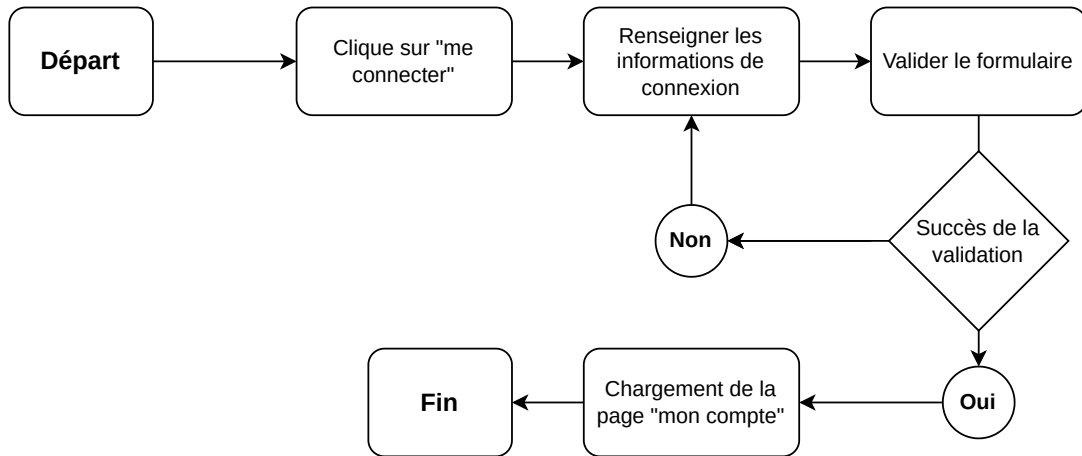 Départ
Clique sur "me
connecter"
Renseigner les
informations de
connexion
Valider le formulaire
Succès de la
validation
Non
Oui
Chargement de la
page "mon compte"
Fin